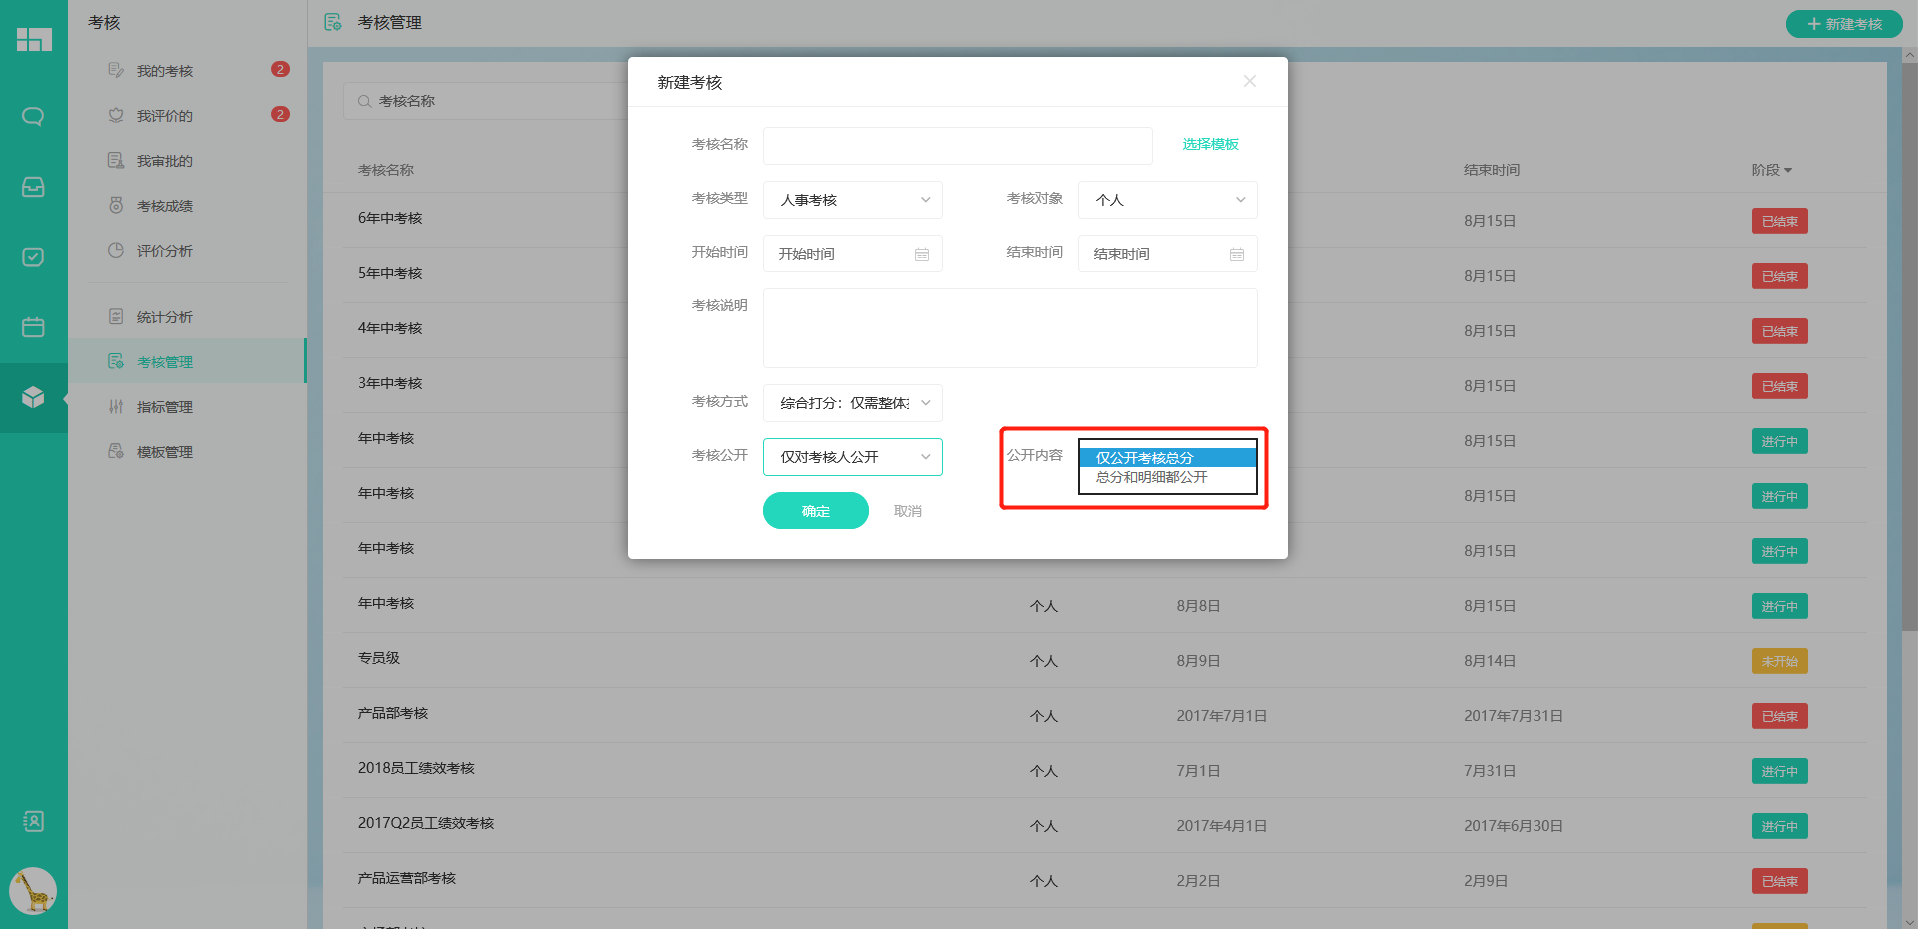 考核
考核管理
新建考核
我的考核
2
我评价的
2
我审批的
考核成绩
评价分析
统计分析
考核管理
指标管理
模板管理
考核名称
考核名称
结束时间
阶段
6年中考核
8月15日
已结束
5年中考核
8月15日
已结束
4年中考核
8月15日
已结束
3年中考核
8月15日
已结束
年中考核
8月15日
进行中
年中考核
8月15日
进行中
年中考核
8月15日
进行中
年中考核
个人
8月8日
8月15日
进行中
专员级
个人
8月9日
8月14日
未开始
产品部考核
个人
2017年7月1日
2017年7月31日
已结束
2018员工绩效考核
个人
7月1日
7月31日
进行中
2017Q2员工绩效考核
个人
2017年4月1日
2017年6月30日
进行中
产品运营部考核
个人
2月2日
2月9日
已结束
新建考核
考核名称
选择模板
考核类型
人事考核
考核对象
个人
开始时间
开始时间
结束时间
结束时间
考核说明
考核方式
综合打分：仅需整体
考核公开
仅对考核人公开
公开内容
仅公开考核总分
总分和明细都公开
确定
取消